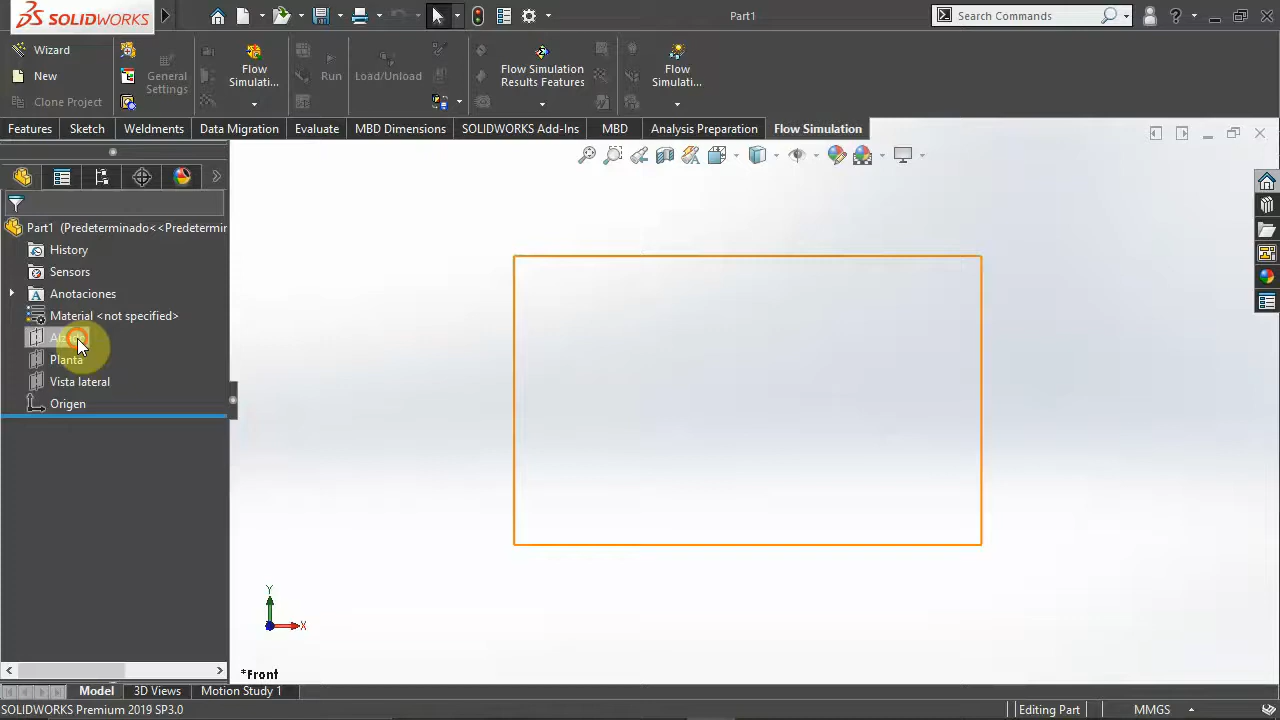 SOLIDWORKS
Part1
Search Commands
Wizard
New
Clone Project
General
Settings
Flow
Simulati...
Run
Load/Unload
Flow Simulation
Results Features
Flow
Simulati...
Features
Sketch
Weldments
Data Migration
Evaluate
MBD Dimensions
SOLIDWORKS Add-Ins
MBD
Analysis Preparation
Flow Simulation
Part1 (Predeterminado<<Predetermir
History
Sensors
Anotaciones
Material <not specified>
Planta
Vista lateral
Origen
Y
X
*Front
Model
3D Views
Motion Study 1
SOLIDWORKS Premium 2019 SP3.0
Editing Part
MMGS